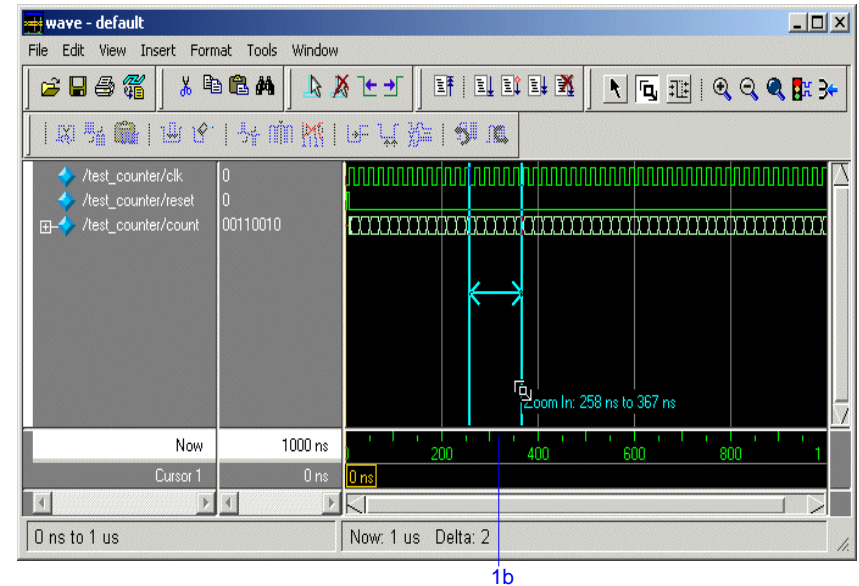 wave - default
File Edit View Insert Format Tools Window
/test_counter/clk 0
/test_counter/reset 0
/test_counter/count 00110010
Zoom In: 258 ns to 367 ns
Now 1000 ns
200 400 600 800 1
Cursor 1 0 ns 0 ns
0 ns to 1 us Now: 1 us Delta: 2
1b